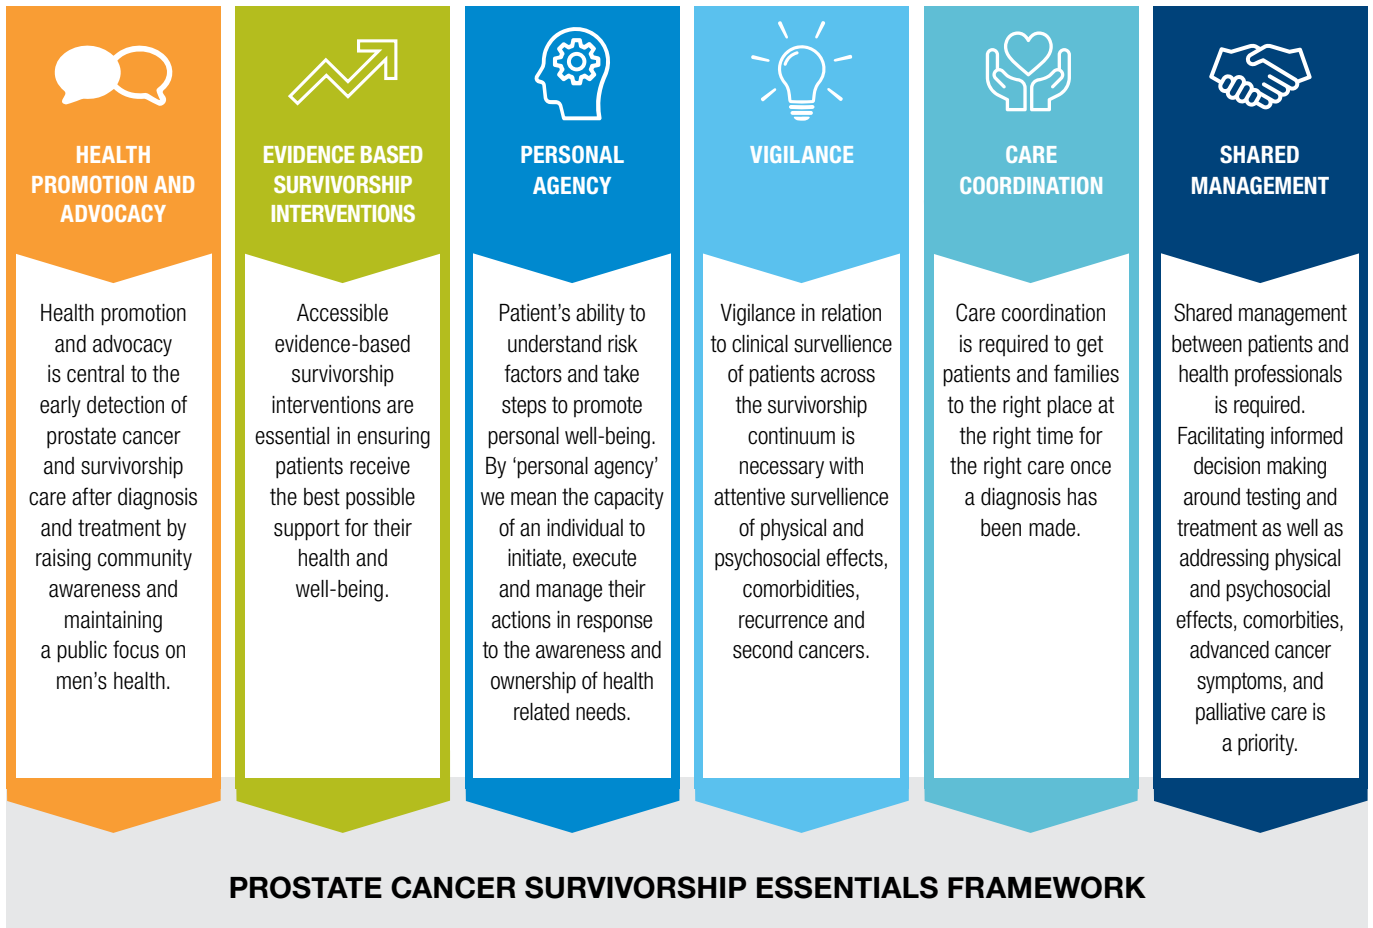 HEALTH
PROMOTION AND
ADVOCACY
Health promotion
and advocacy
is central to the
early detection of
prostate cancer
and survivorship
care after diagnosis
and treatment by
raising community
awareness and
maintaining
a public focus on
men's health.
EVIDENCE BASED
SURVIVORSHIP
INTERVENTIONS
Accessible
evidence-based
survivorship
interventions are
essential in ensuring
patients receive
the best possible
support for their
health and
well-being.
PERSONAL
AGENCY
Patient's ability to
understand risk
factors and take
steps to promote
personal well-being.
By 'personal agency'
we mean the capacity
of an individual to
initiate, execute
and manage their
actions in response
to the awareness and
ownership of health
related needs.
VIGILANCE
Vigilance in relation
to clinical survellience
of patients across
the survivorship
continuum is
necessary with
attentive survellience
of physical and
psychosocial effects,
comorbidities,
recurrence and
second cancers.
CARE
COORDINATION
Care coordination
is required to get
patients and families
to the right place at
the right time for
the right care once
a diagnosis has
been made.
SHARED
MANAGEMENT
Shared management
between patients and
health professionals
is required.
Facilitating informed
decision making
around testing and
treatment as well as
addressing physical
and psychosocial
effects, comorbities,
advanced cancer
symptoms, and
palliative care is
a priority.
PROSTATE CANCER SURVIVORSHIP ESSENTIALS FRAMEWORK